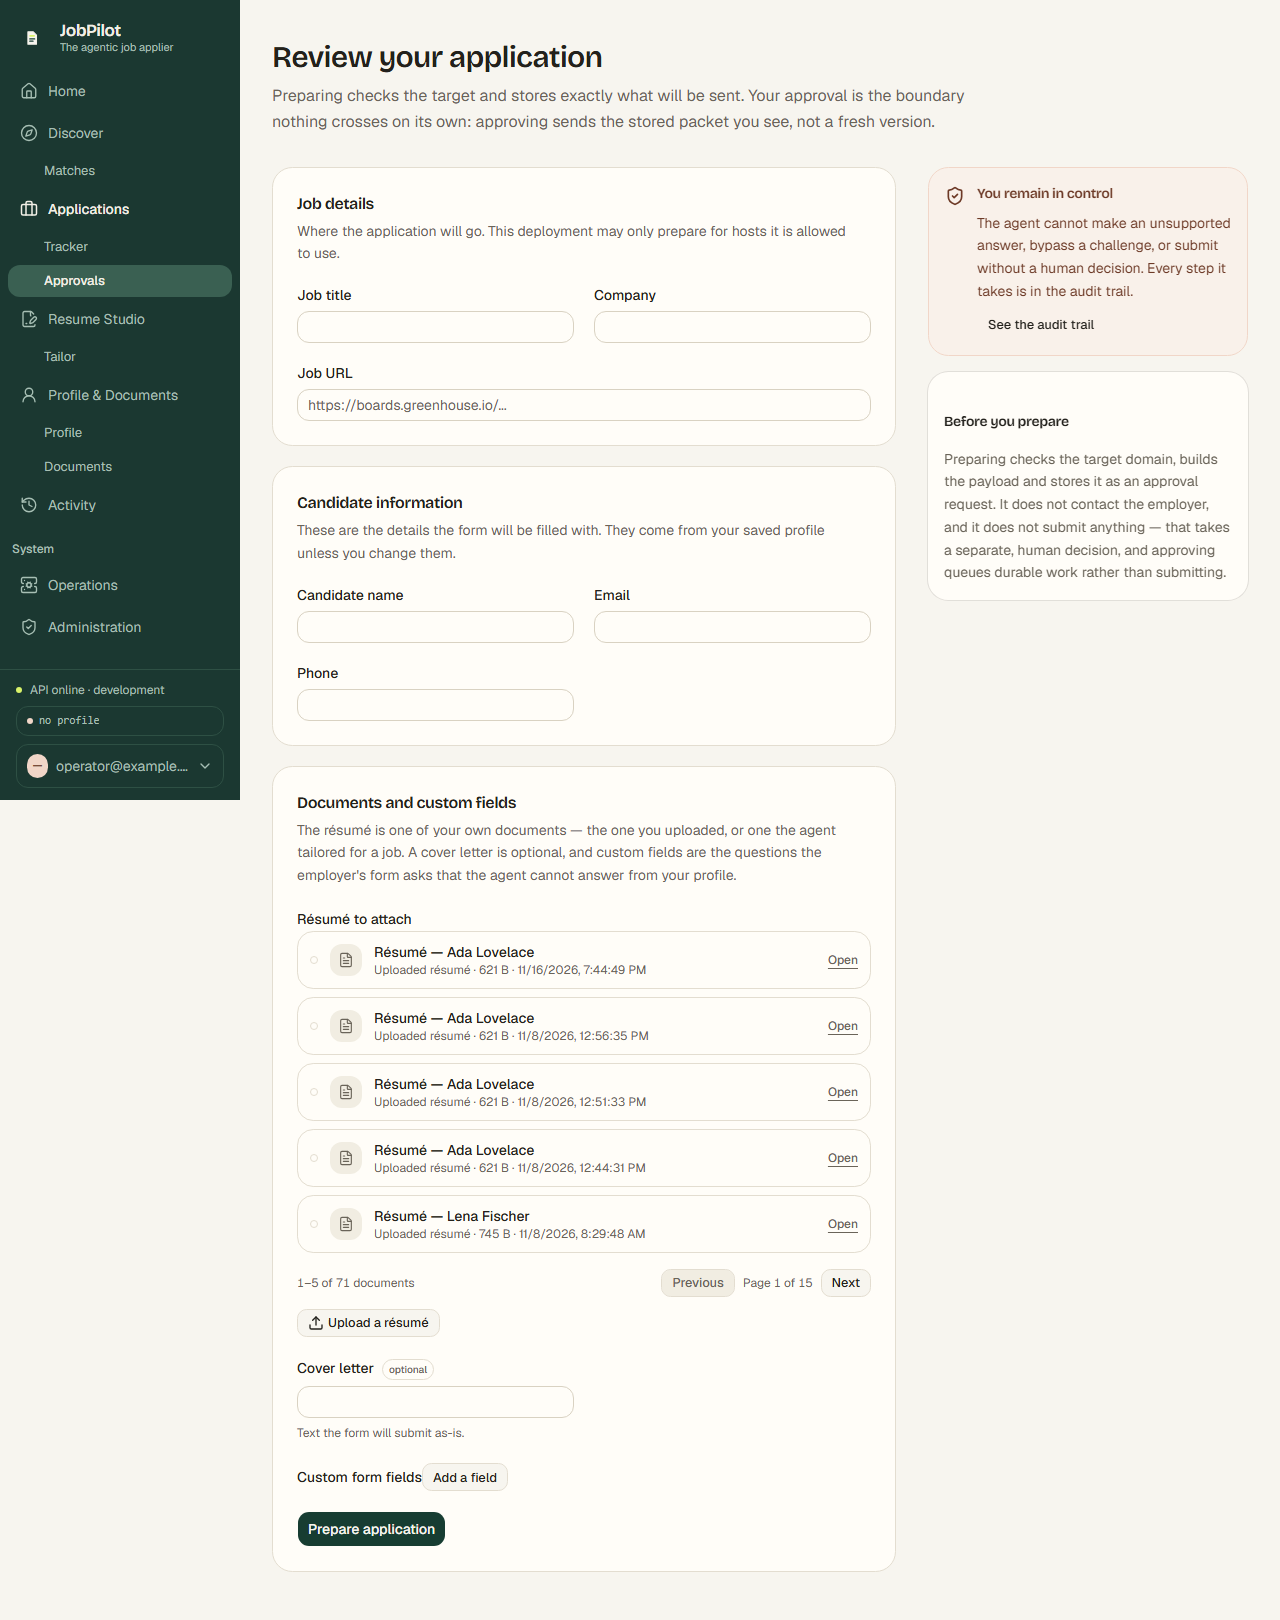 JobPilot
The agentic job applier
Home
Discover
Matches
Applications
Tracker
Approvals
Resume Studio
Tailor
Profile & Documents
Profile
Documents
Activity
System
Operations
Administration
API online · development
no profile
operator@example....
Review your application
Preparing checks the target and stores exactly what will be sent. Your approval is the boundary
nothing crosses on its own: approving sends the stored packet you see, not a fresh version.
Job details
Where the application will go. This deployment may only prepare for hosts it is allowed
to use.
Job title
Company
Job URL
https://boards.greenhouse.io/...
Candidate information
These are the details the form will be filled with. They come from your saved profile
unless you change them.
Candidate name
Email
Phone
Documents and custom fields
The résumé is one of your own documents — the one you uploaded, or one the agent
tailored for a job. A cover letter is optional, and custom fields are the questions the
employer's form asks that the agent cannot answer from your profile.
Résumé to attach
Résumé — Ada Lovelace
Uploaded résumé · 621 B · 11/16/2026, 7:44:49 PM
Open
Résumé — Ada Lovelace
Uploaded résumé · 621 B · 11/8/2026, 12:56:35 PM
Open
Résumé — Ada Lovelace
Uploaded résumé · 621 B · 11/8/2026, 12:51:33 PM
Open
Résumé — Ada Lovelace
Uploaded résumé · 621 B · 11/8/2026, 12:44:31 PM
Open
Résumé — Lena Fischer
Uploaded résumé · 745 B · 11/8/2026, 8:29:48 AM
Open
1–5 of 71 documents
Previous
Page 1 of 15
Next
Upload a résumé
Cover letter optional
Text the form will submit as-is.
Custom form fields
Add a field
Prepare application
You remain in control
The agent cannot make an unsupported
answer, bypass a challenge, or submit
without a human decision. Every step it
takes is in the audit trail.
See the audit trail
Before you prepare
Preparing checks the target domain, builds
the payload and stores it as an approval
request. It does not contact the employer,
and it does not submit anything — that takes
a separate, human decision, and approving
queues durable work rather than submitting.